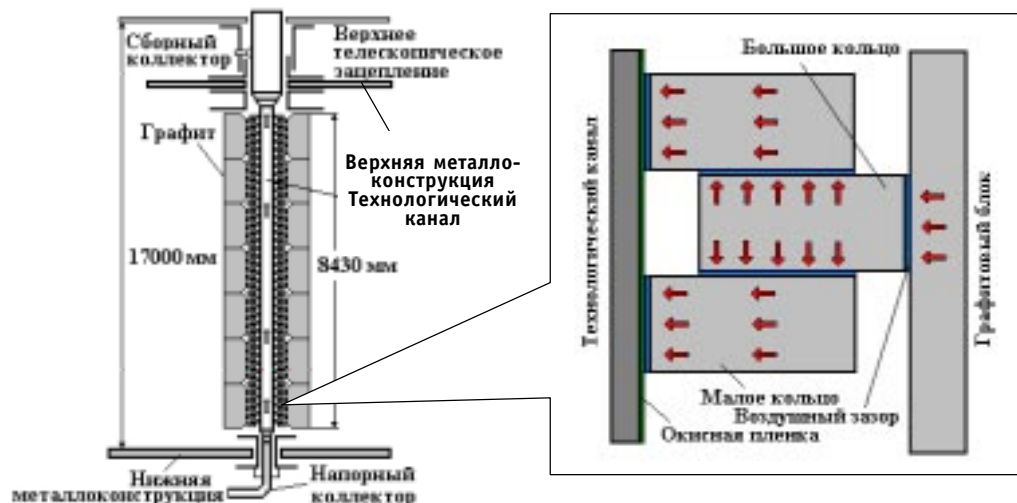 Сборный
коллектор
Верхнее
телескопическое
зацепление
Графит
Верхняя металло-
конструкция
Технологический
канал
17000 мм
8430 мм
Нижняя
металлоконструкция
Напорный
коллектор
Технологический канал
Большое кольцо
Графитовый блок
Малое кольцо
Воздушный зазор
Окисная пленка